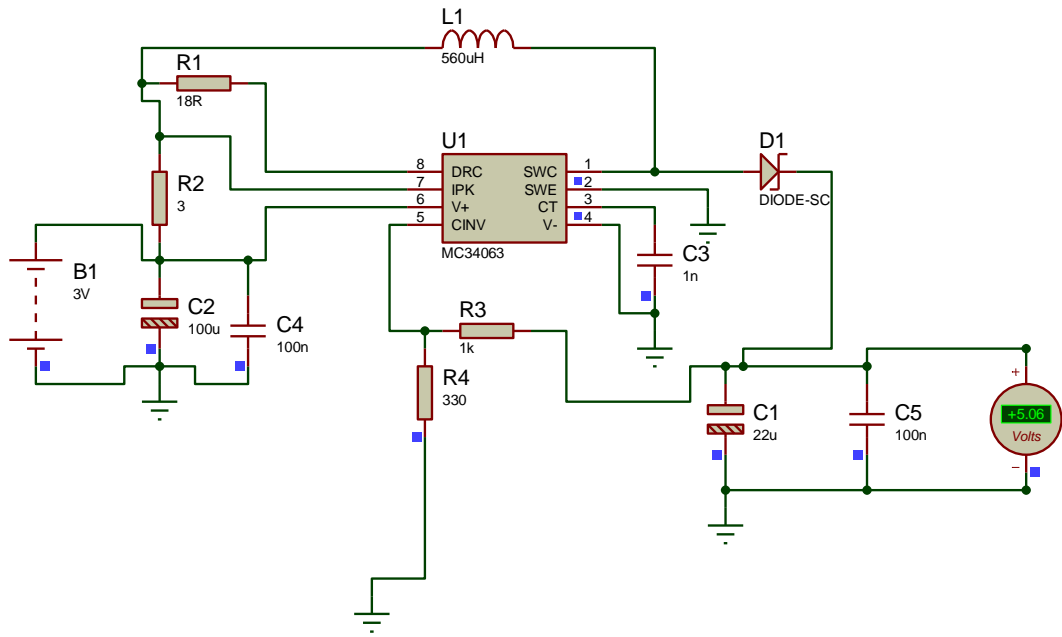 L1
560uH
R1
18R
U1
8 DRC SWC 1
7 IPK SWE 2
6 V+ CT 3
5 CINV V- 4
MC34063
D1
DIODE-SC
R2
3
B1
3V
C2
100u
C4
100n
C3
1n
R3
1k
R4
330
C1
22u
C5
100n
+
+5.06
Volts
−